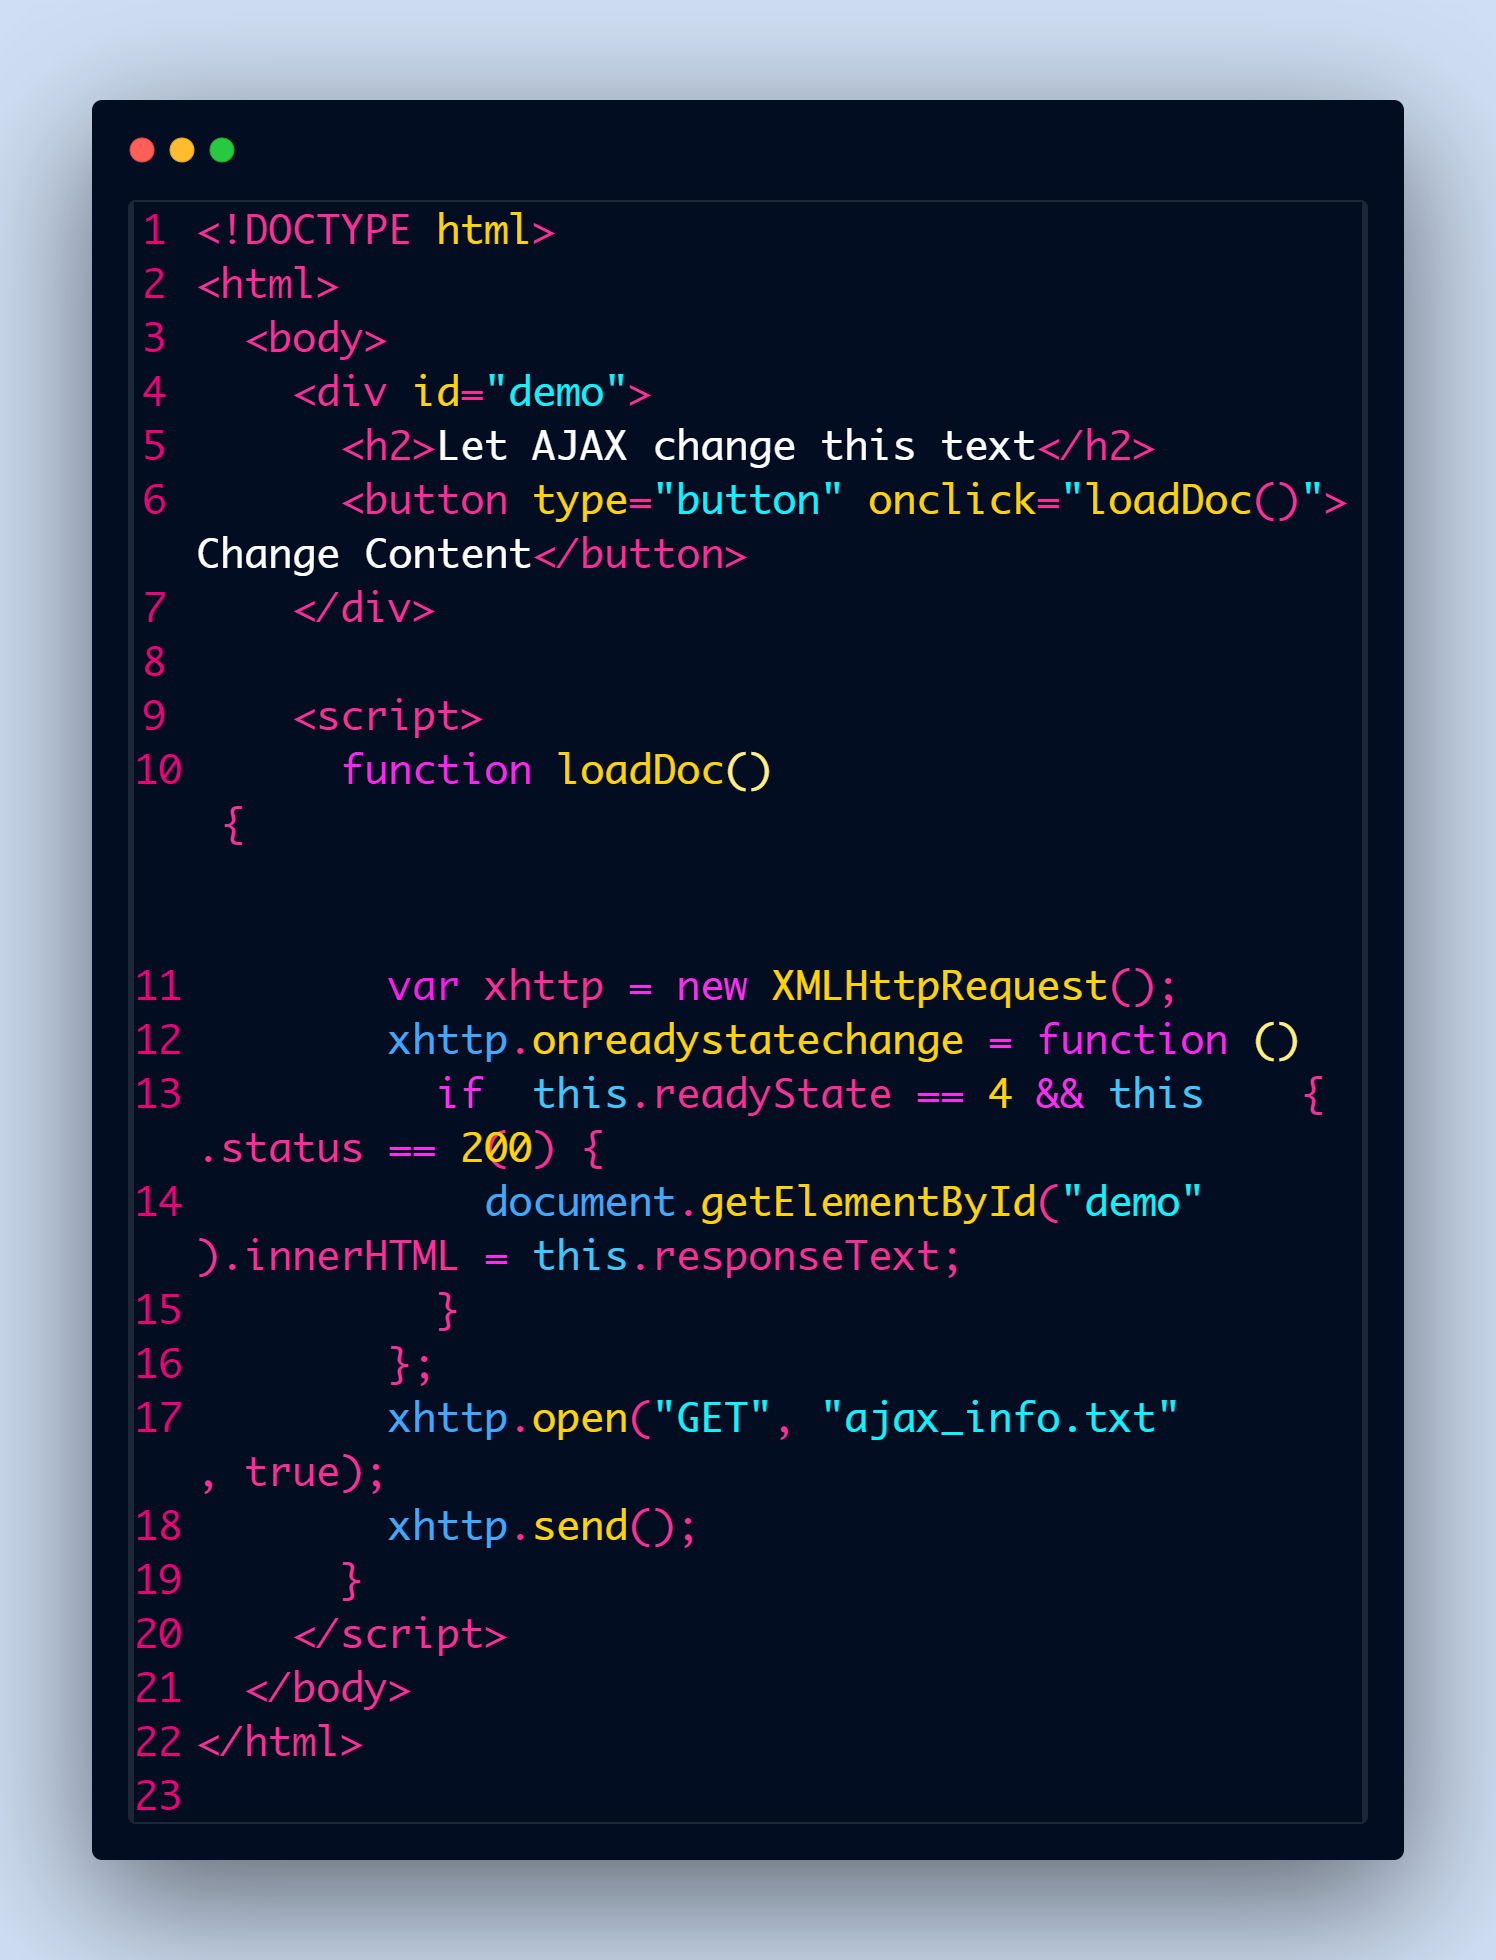 1 <!DOCTYPE html>
2 <html>
3   <body>
4     <div id="demo">
5       <h2>Let AJAX change this text</h2>
6       <button type="button" onclick="loadDoc()">
Change Content</button>
7     </div>
8
9     <script>
10       function loadDoc()
 {
11         var xhttp = new XMLHttpRequest();
12         xhttp.onreadystatechange = function ()
13           if  this.readyState == 4 && this    {
.status == 200) {
14             document.getElementById("demo"
).innerHTML = this.responseText;
15           }
16         };
17         xhttp.open("GET", "ajax_info.txt"
, true);
18         xhttp.send();
19       }
20     </script>
21   </body>
22 </html>
23